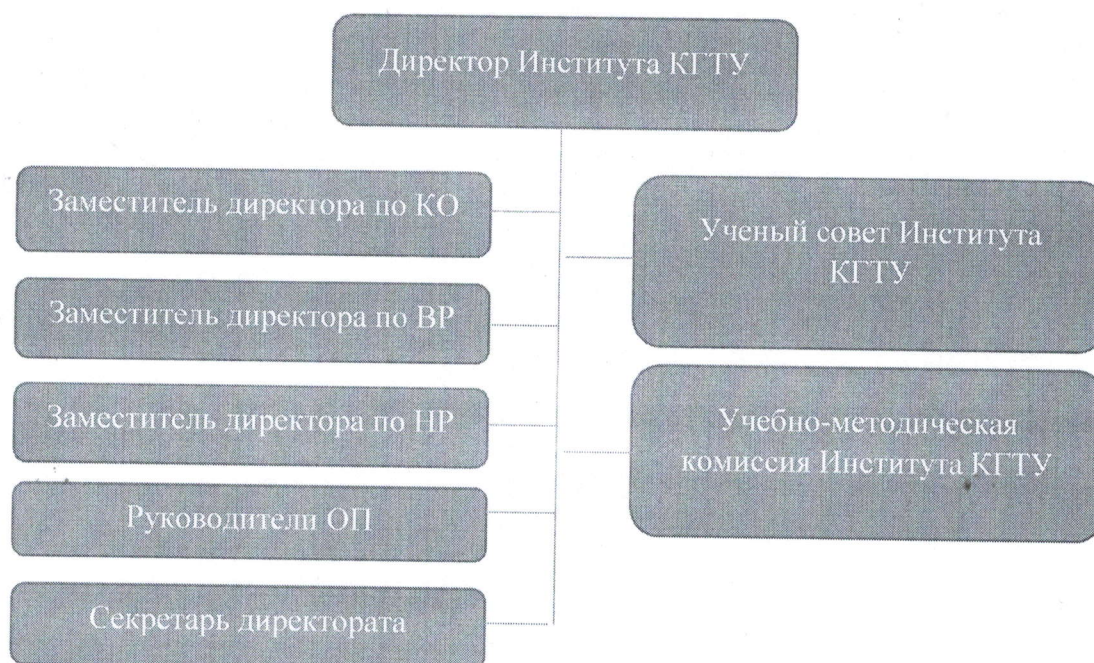 Директор Института КГТУ
Заместитель директора по КО
Заместитель директора по ВР
Заместитель директора по НР
Руководители ОП
Секретарь директората
Ученый совет Института
КГТУ
Учебно-методическая
комиссия Института КГТУ